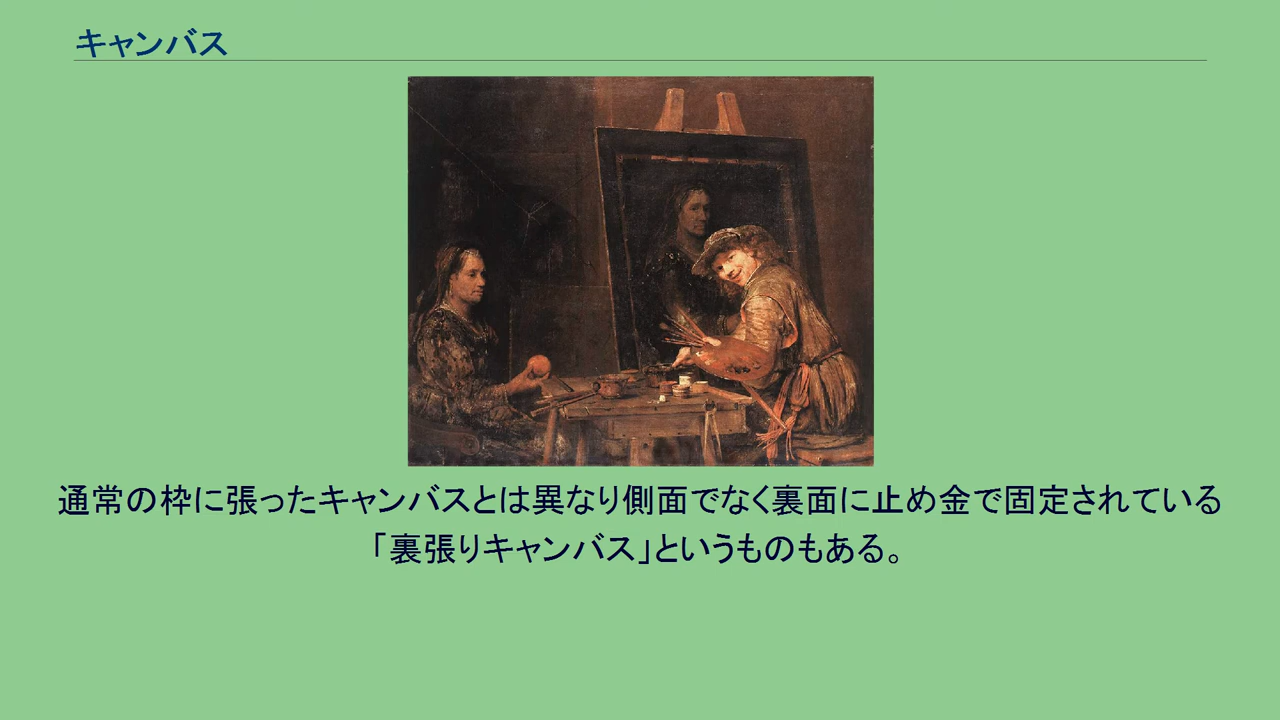 キャンバス
通常の枠に張ったキャンバスとは異なり側面でなく裏面に止め金で固定されている
「裏張りキャンバス」というものもある。